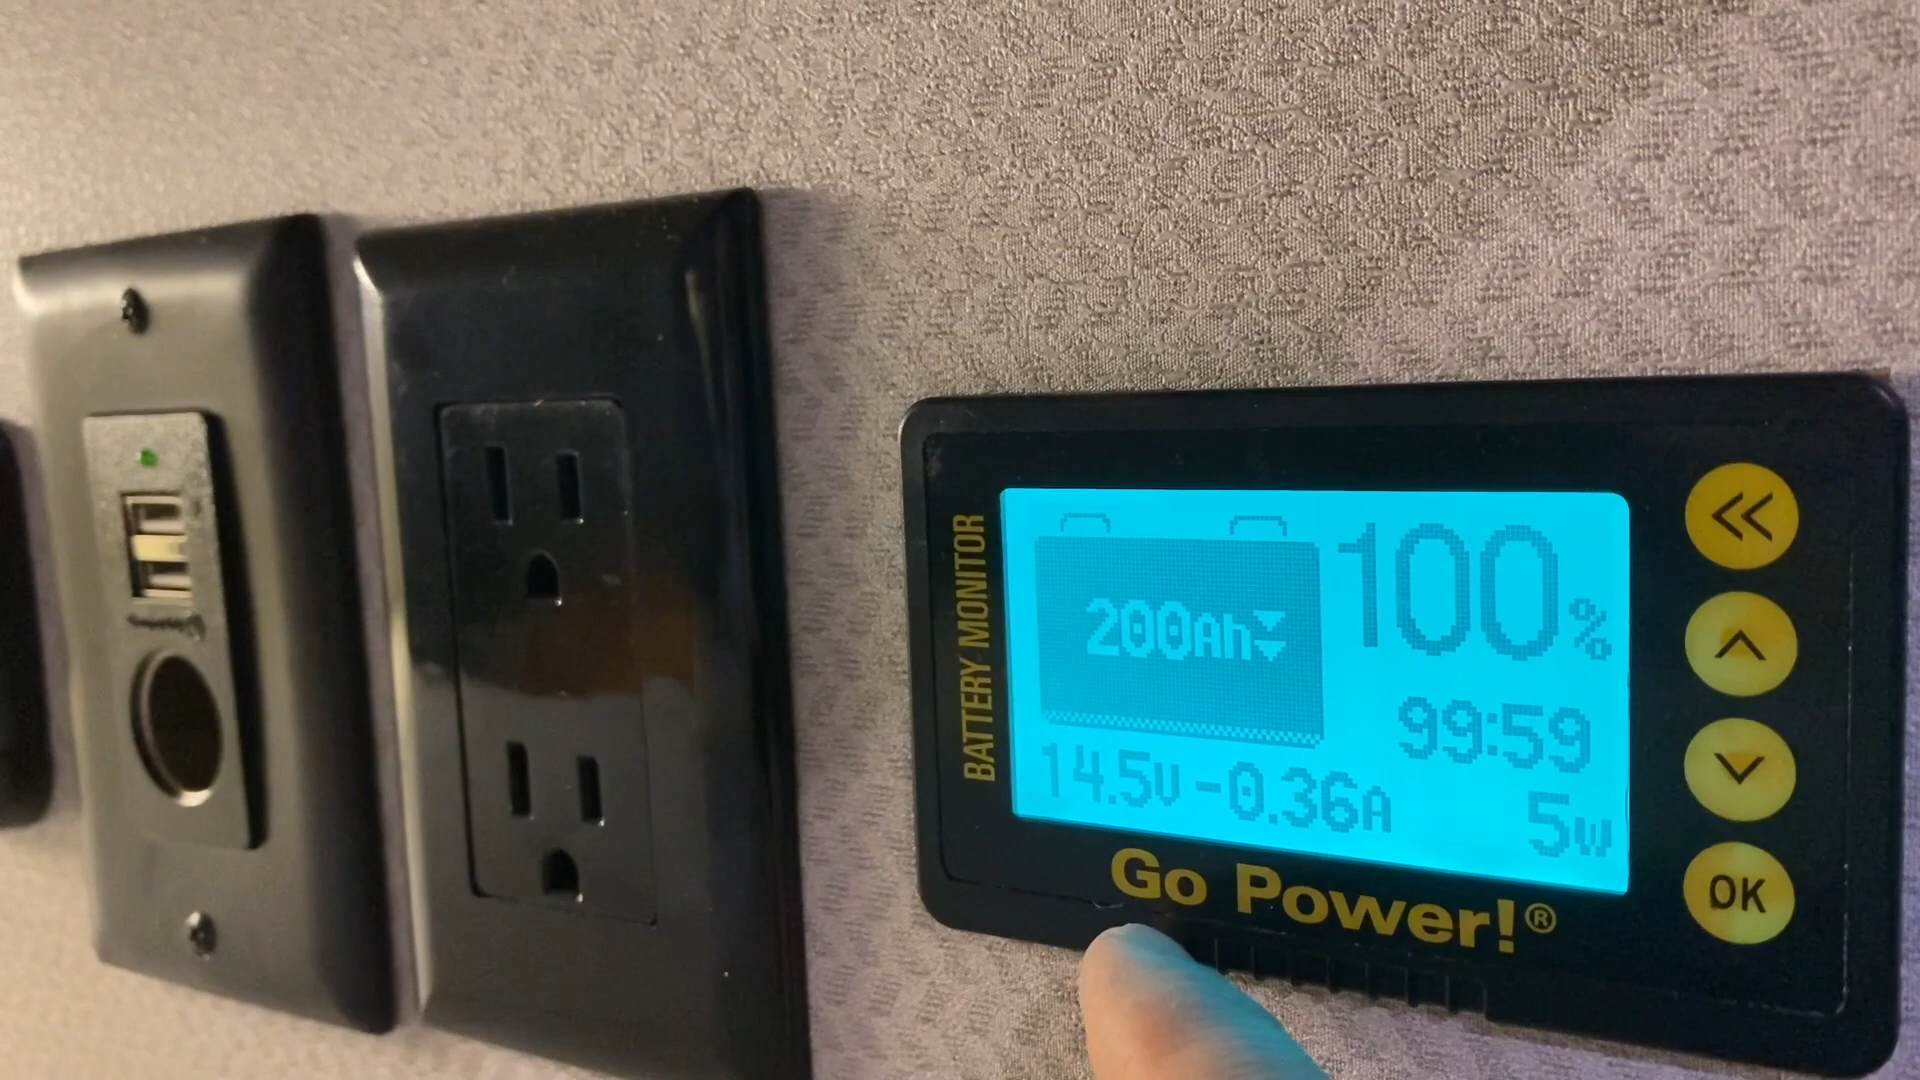 BATTERY MONITOR
200Ah
100%
99:59
14.5V -0.36A
5W
Go Power!®
OK